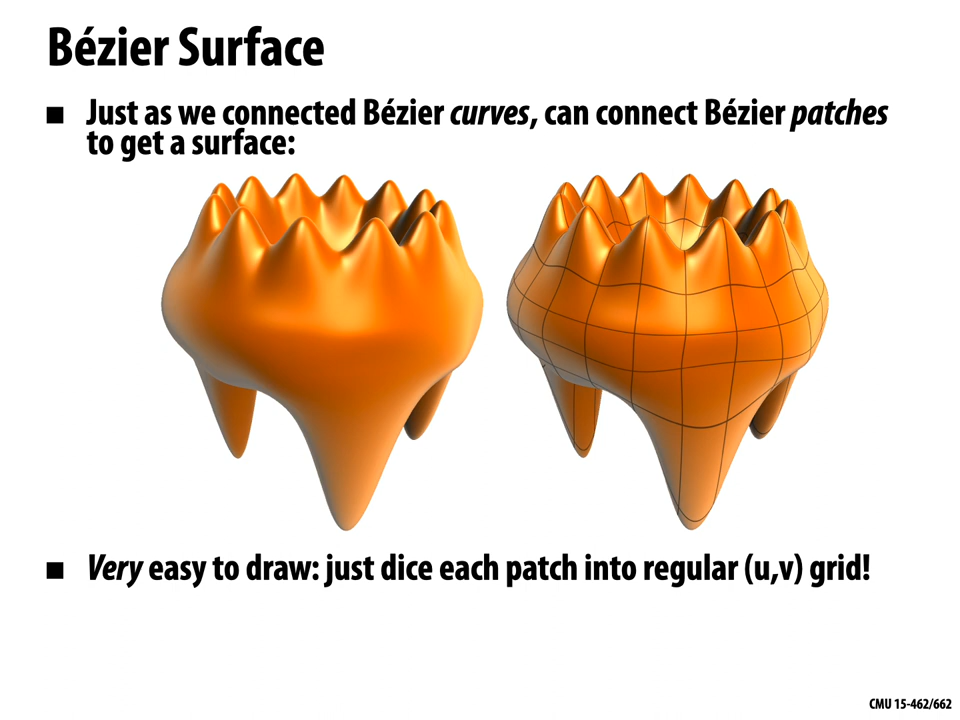 Bézier Surface
■ Just as we connected Bézier curves, can connect Bézier patches
to get a surface:
■ Very easy to draw: just dice each patch into regular (u,v) grid!
CMU 15-462/662